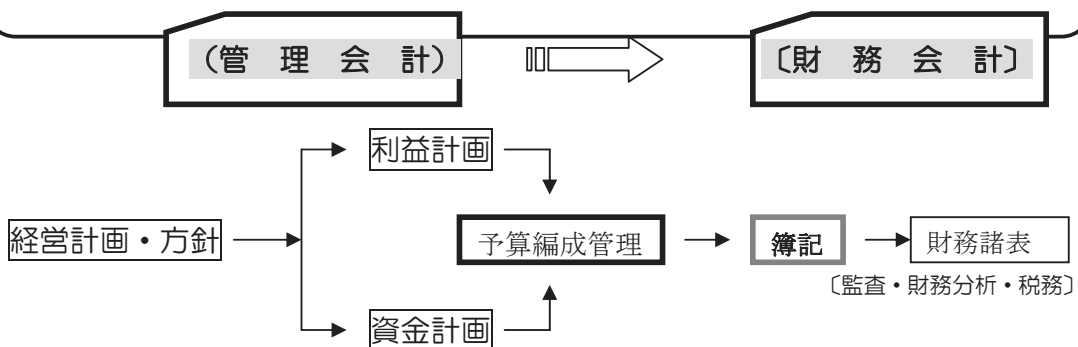 (管 理 会 計)
〔財 務 会 計〕
利益計画
経営計画・方針
予算編成管理
簿記
財務諸表
〔監査・財務分析・税務〕
資金計画